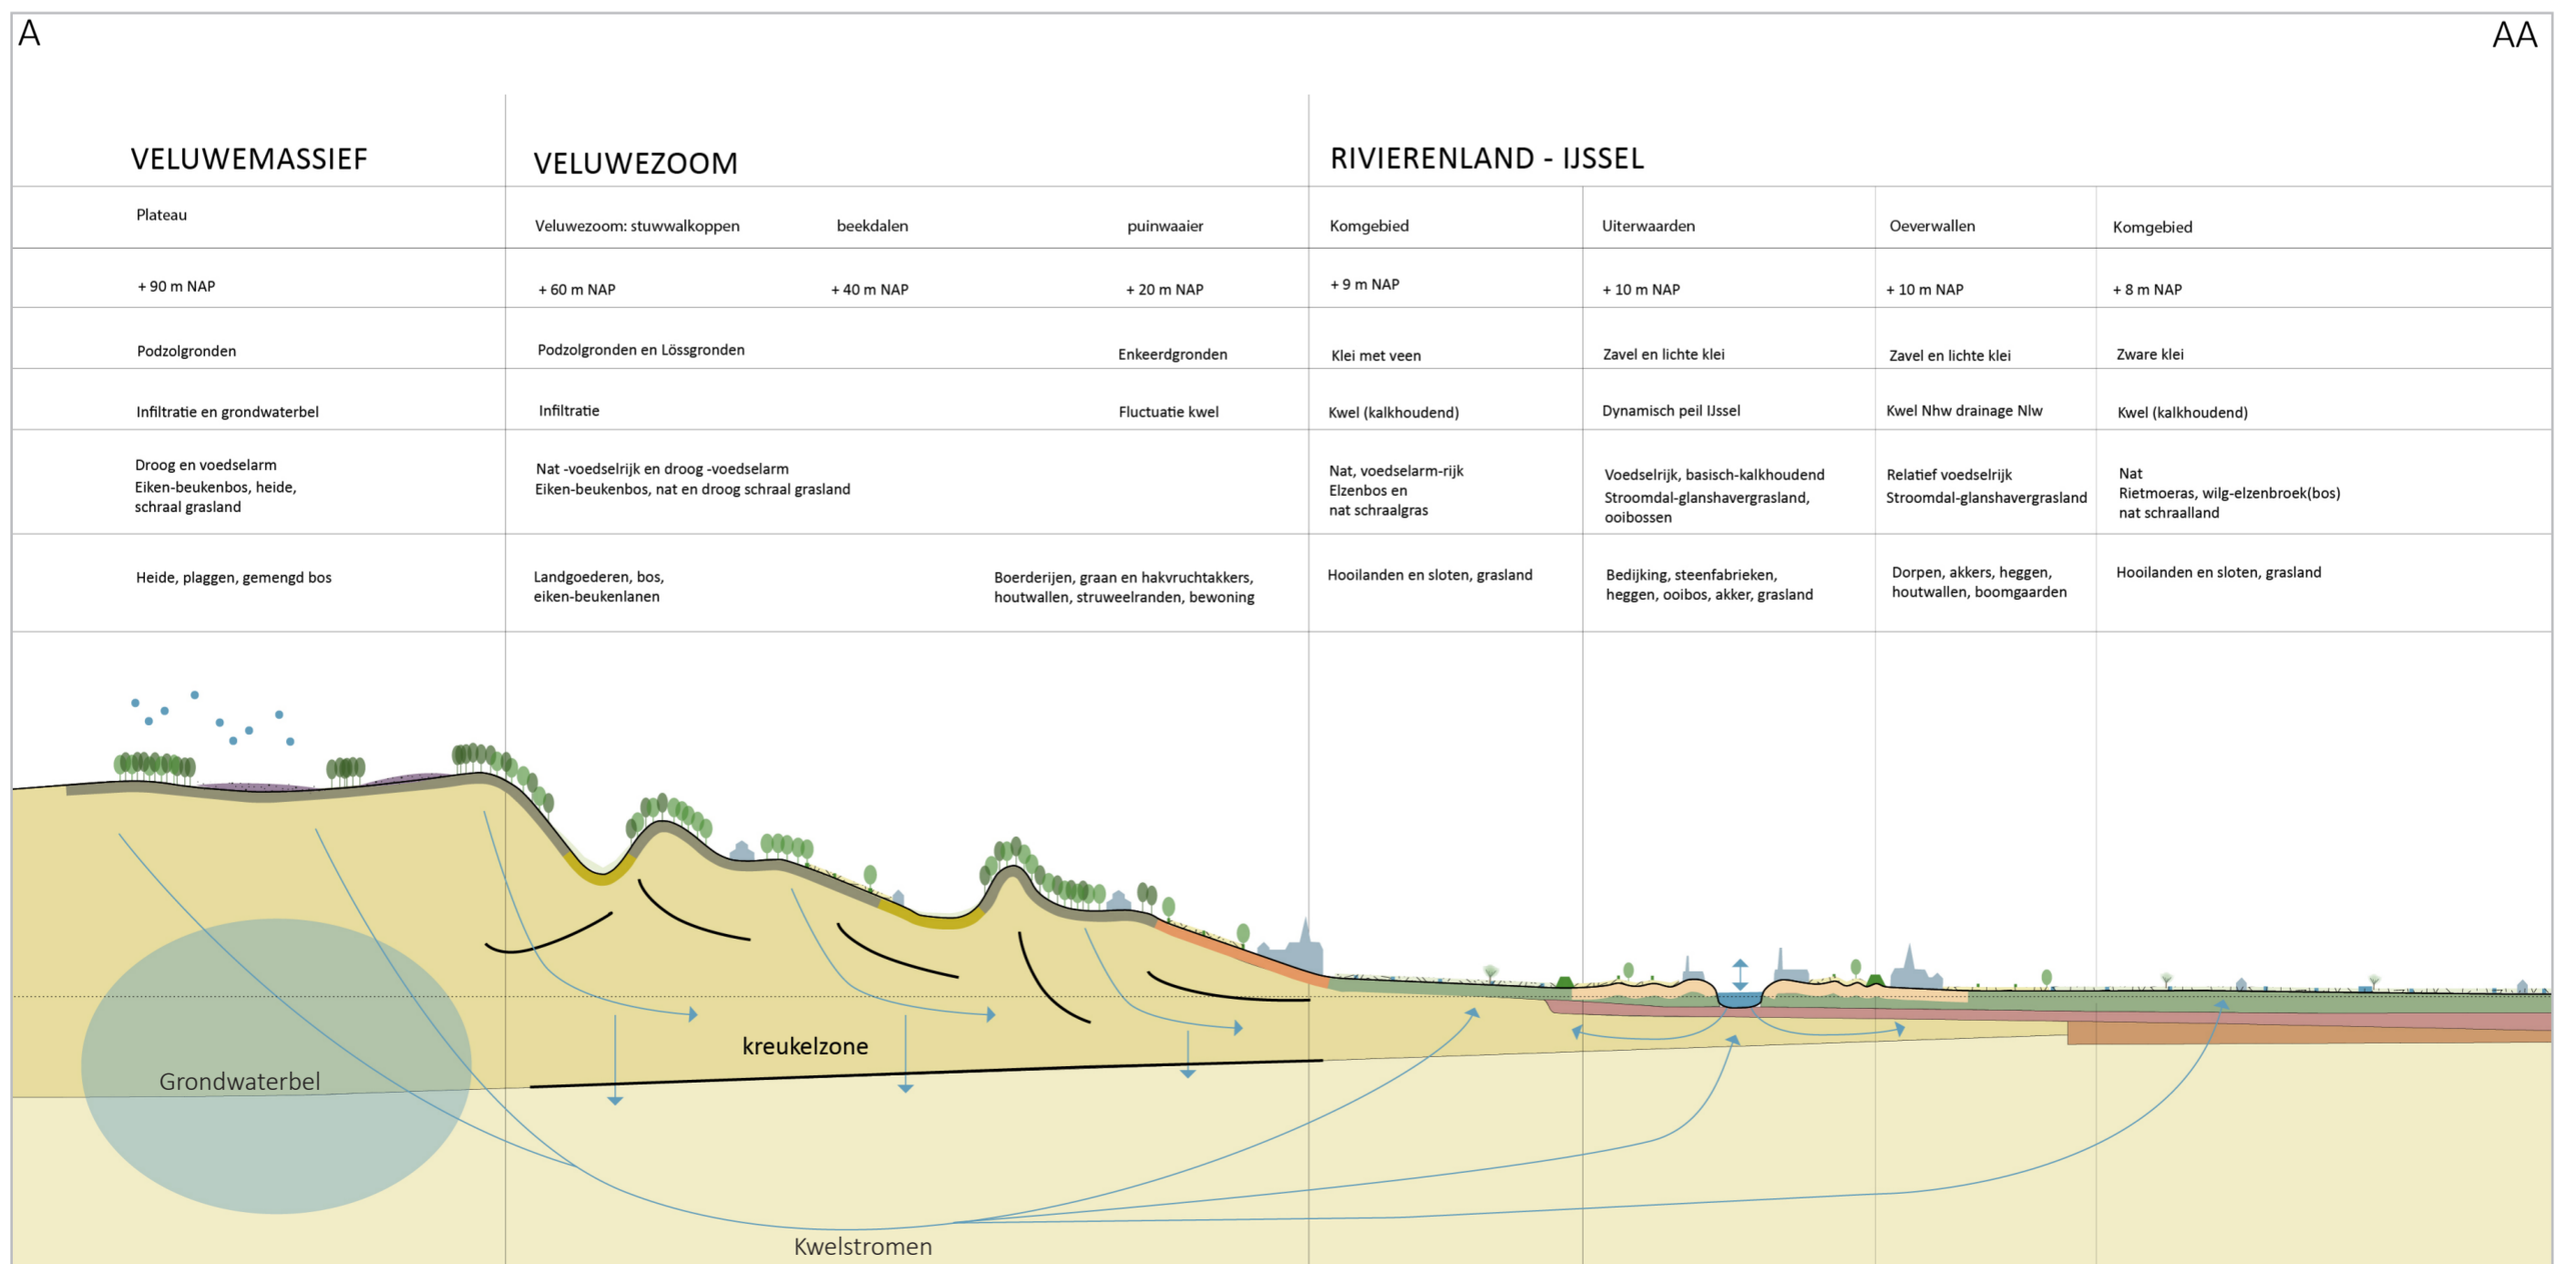 A
AA
VELUWEMASSIEF
VELUWEZOOM
RIVIERENLAND - IJSSEL
Plateau
Veluwezoom: stuwwalkoppen
beekdalen
puinwaaier
Komgebied
Uiterwaarden
Oeverwallen
Komgebied
+ 90 m NAP
+ 60 m NAP
+ 40 m NAP
+ 20 m NAP
+ 9 m NAP
+ 10 m NAP
+ 10 m NAP
+ 8 m NAP
Podzolgronden
Podzolgronden en Lössgronden
Enkeerdgronden
Klei met veen
Zavel en lichte klei
Zavel en lichte klei
Zware klei
Infiltratie en grondwaterbel
Infiltratie
Fluctuatie kwel
Kwel (kalkhoudend)
Dynamisch peil IJssel
Kwel Nhw drainage Nlw
Kwel (kalkhoudend)
Droog en voedselarm
Eiken-beukenbos, heide,
schraal grasland
Nat -voedselrijk en droog -voedselarm
Eiken-beukenbos, nat en droog schraal grasland
Nat, voedselarm-rijk
Elzenbos en
nat schraalgras
Voedselrijk, basisch-kalkhoudend
Stroomdal-glanshavergrasland,
ooibossen
Relatief voedselrijk
Stroomdal-glanshavergrasland
Nat
Rietmoeras, wilg-elzenbroek(bos)
nat schraalland
Heide, plaggen, gemengd bos
Landgoederen, bos,
eiken-beukenlanen
Boerderijen, graan en hakvruchtakkers,
houtwallen, struweelranden, bewoning
Hooilanden en sloten, grasland
Bedijking, steenfabrieken,
heggen, ooibos, akker, grasland
Dorpen, akkers, heggen,
houtwallen, boomgaarden
Hooilanden en sloten, grasland
kreukelzone
Grondwaterbel
Kwelstromen